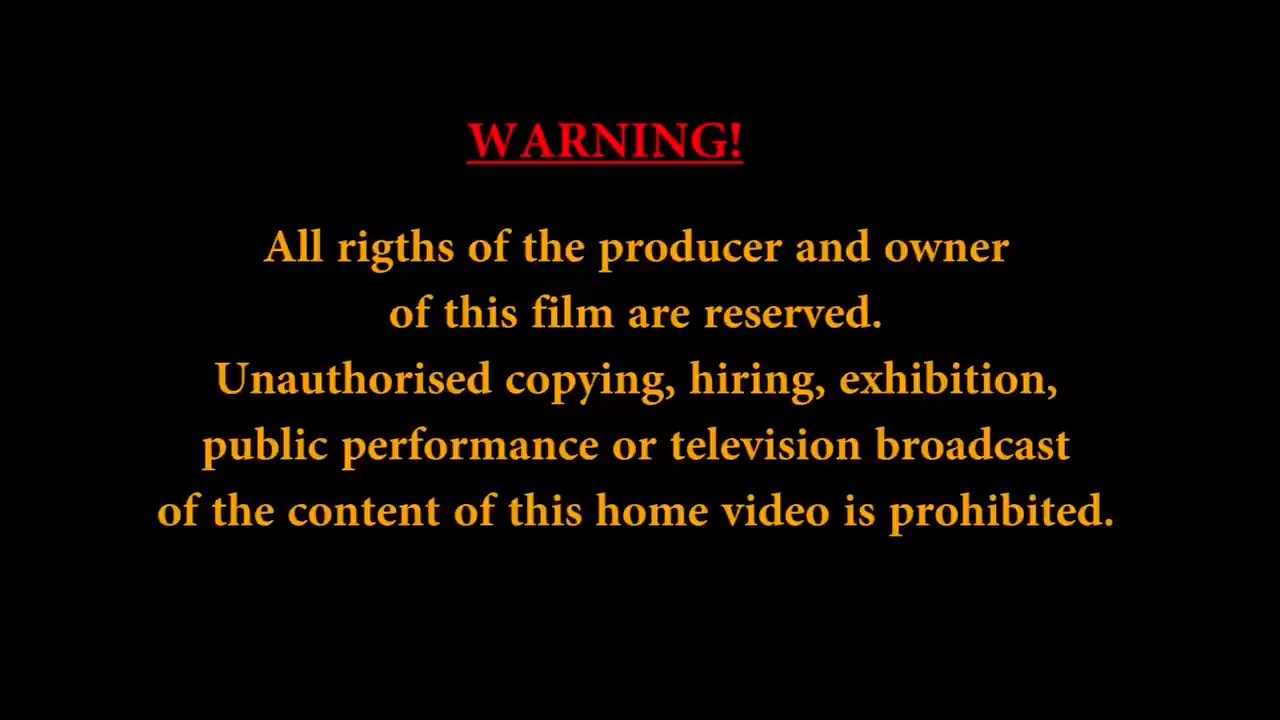 WARNING!
All rigths of the producer and owner
of this film are reserved.
Unauthorised copying, hiring, exhibition,
public performance or television broadcast
of the content of this home video is prohibited.